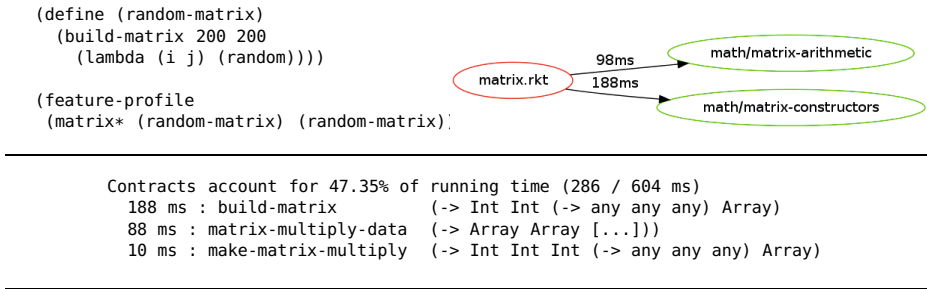 (define (random-matrix)
(build-matrix 200 200
(lambda (i j) (random))))
(feature-profile
(matrix* (random-matrix) (random-matrix))
matrix.rkt
98ms
188ms
math/matrix-arithmetic
math/matrix-constructors
Contracts account for 47.35% of running time (286 / 604 ms)
188 ms : build-matrix (-> Int Int (-> any any any) Array)
88 ms : matrix-multiply-data (-> Array Array [...]))
10 ms : make-matrix-multiply (-> Int Int Int (-> any any any) Array)